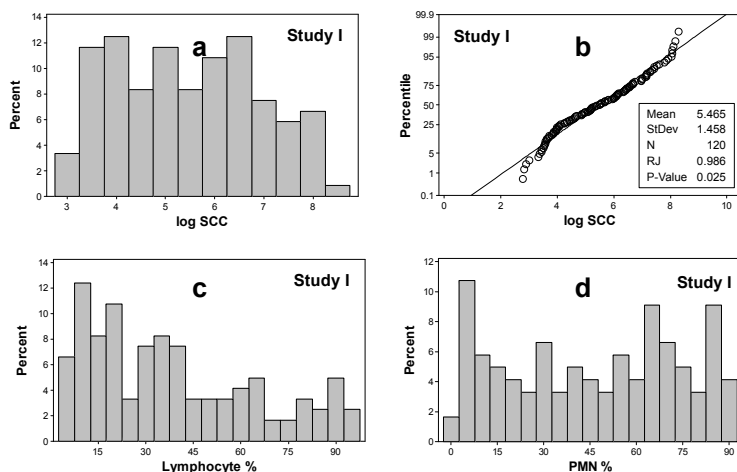 14
12
10
8
6
4
2
0
Percent
a
Study I
3 4 5 6 7 8
log SCC
99.9
99
95
75
50
25
5
1
0.1
Percentile
Study I
b
Mean 5.465
StDev 1.458
N 120
RJ 0.986
P-Value 0.025
0 2 4 6 8 10
log SCC
14
12
10
8
6
4
2
0
Percent
c
Study I
15 30 45 60 75 90
Lymphocyte %
12
10
8
6
4
2
0
Percent
d
Study I
0 15 30 45 60 75 90
PMN %